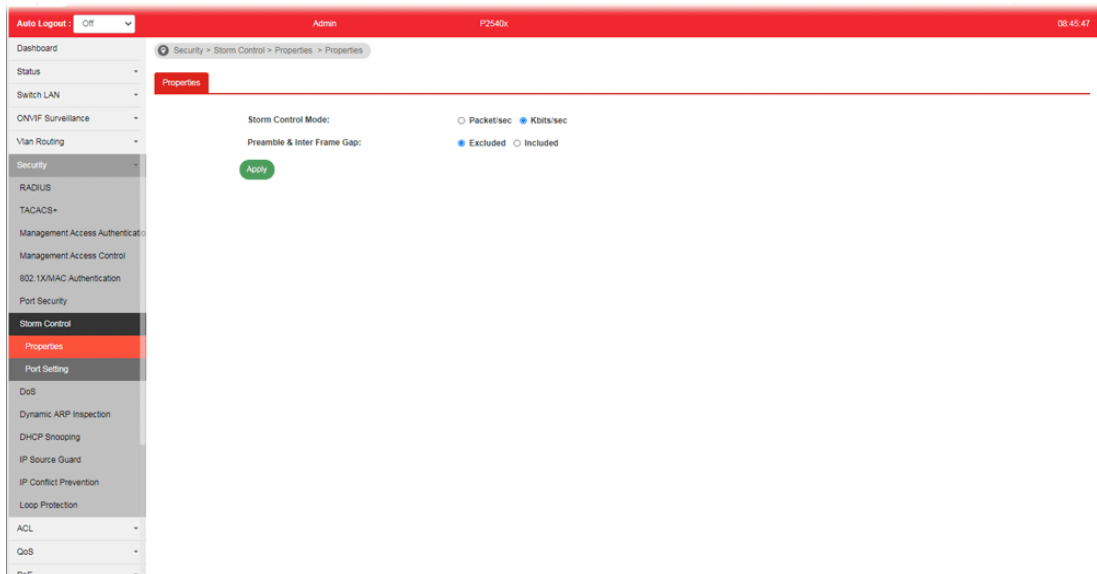 Auto Logout : Off Admin P2540x 08:45:47
Dashboard
Status
Switch LAN
ONVIF Surveillance
Vlan Routing
Security
RADIUS
TACACS+
Management Access Authenticatio
Management Access Control
802.1X/MAC Authentication
Port Security
Storm Control
Properties
Port Setting
DoS
Dynamic ARP Inspection
DHCP Snooping
IP Source Guard
IP Conflict Prevention
Loop Protection
ACL
QoS
Security > Storm Control > Properties > Properties
Properties
Storm Control Mode: Packet/sec Kbits/sec
Preamble & Inter Frame Gap: Excluded Included
Apply